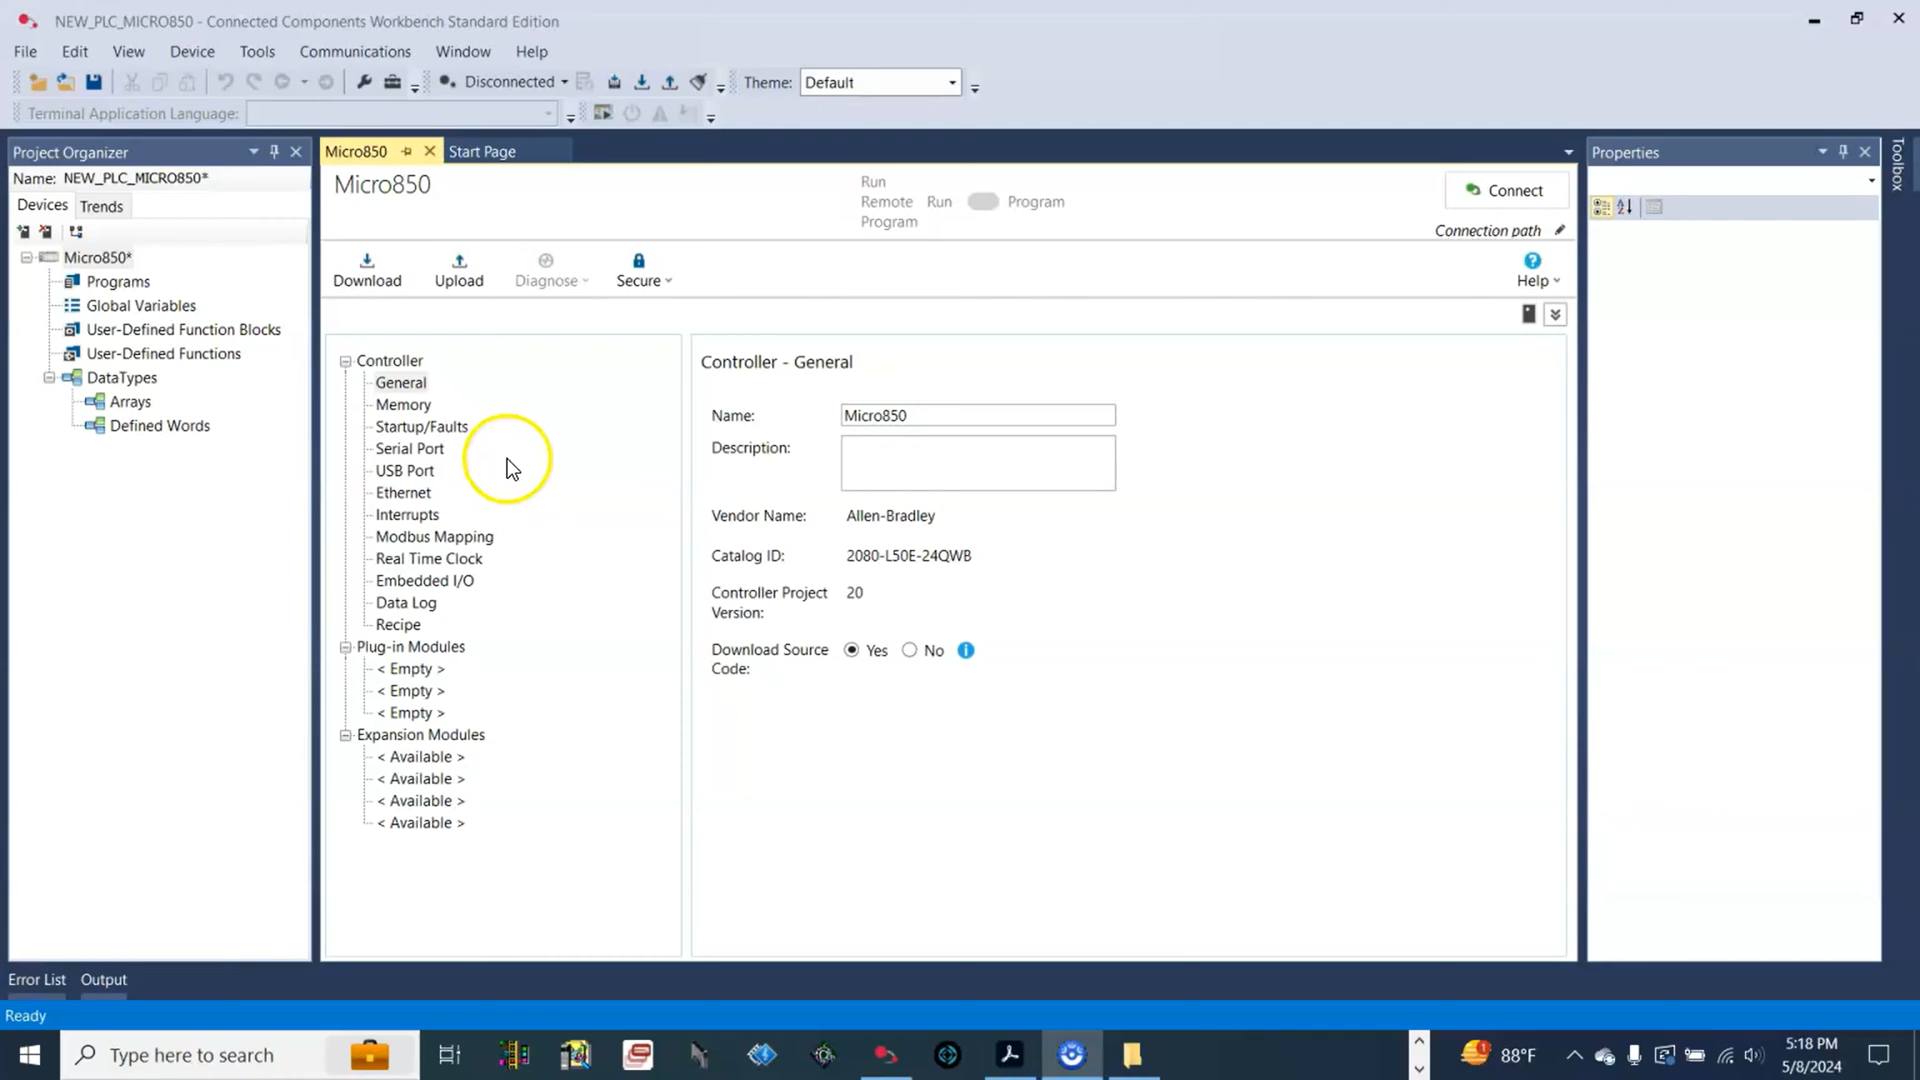 NEW_PLC_MICRO850 - Connected Components Workbench Standard Edition
File Edit View Device Tools Communications Window Help
Disconnected Theme: Default
Terminal Application Language:
Project Organizer
Name: NEW_PLC_MICRO850*
Devices Trends
Micro850*
Programs
Global Variables
User-Defined Function Blocks
User-Defined Functions
DataTypes
Arrays
Defined Words
Micro850 Start Page
Micro850
Run
Remote Run Program
Program
Connect
Connection path
Download Upload Diagnose Secure Help
Controller
General
Memory
Startup/Faults
Serial Port
USB Port
Ethernet
Interrupts
Modbus Mapping
Real Time Clock
Embedded I/O
Data Log
Recipe
Plug-in Modules
< Empty >
< Empty >
< Empty >
Expansion Modules
< Available >
< Available >
< Available >
< Available >
Controller - General
Name: Micro850
Description:
Vendor Name: Allen-Bradley
Catalog ID: 2080-L50E-24QWB
Controller Project Version: 20
Download Source Code: Yes No
Properties
Toolbox
Error List Output
Ready
Type here to search
88°F
5:18 PM
5/8/2024